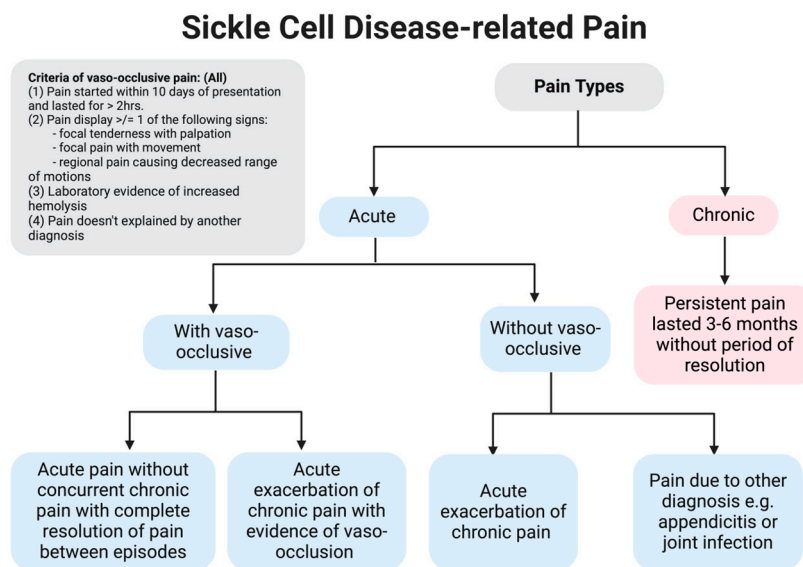 Sickle Cell Disease-related Pain
Criteria of vaso-occlusive pain: (All)
(1) Pain started within 10 days of presentation
and lasted for > 2hrs.
(2) Pain display >/= 1 of the following signs:
- focal tenderness with palpation
- focal pain with movement
- regional pain causing decreased range
of motions
(3) Laboratory evidence of increased
hemolysis
(4) Pain doesn't explained by another
diagnosis
Pain Types
Acute
Chronic
With vaso-
occlusive
Without vaso-
occlusive
Persistent pain
lasted 3-6 months
without period of
resolution
Acute pain without
concurrent chronic
pain with complete
resolution of pain
between episodes
Acute
exacerbation of
chronic pain with
evidence of vaso-
occlusion
Acute
exacerbation of
chronic pain
Pain due to other
diagnosis e.g.
appendicitis or
joint infection